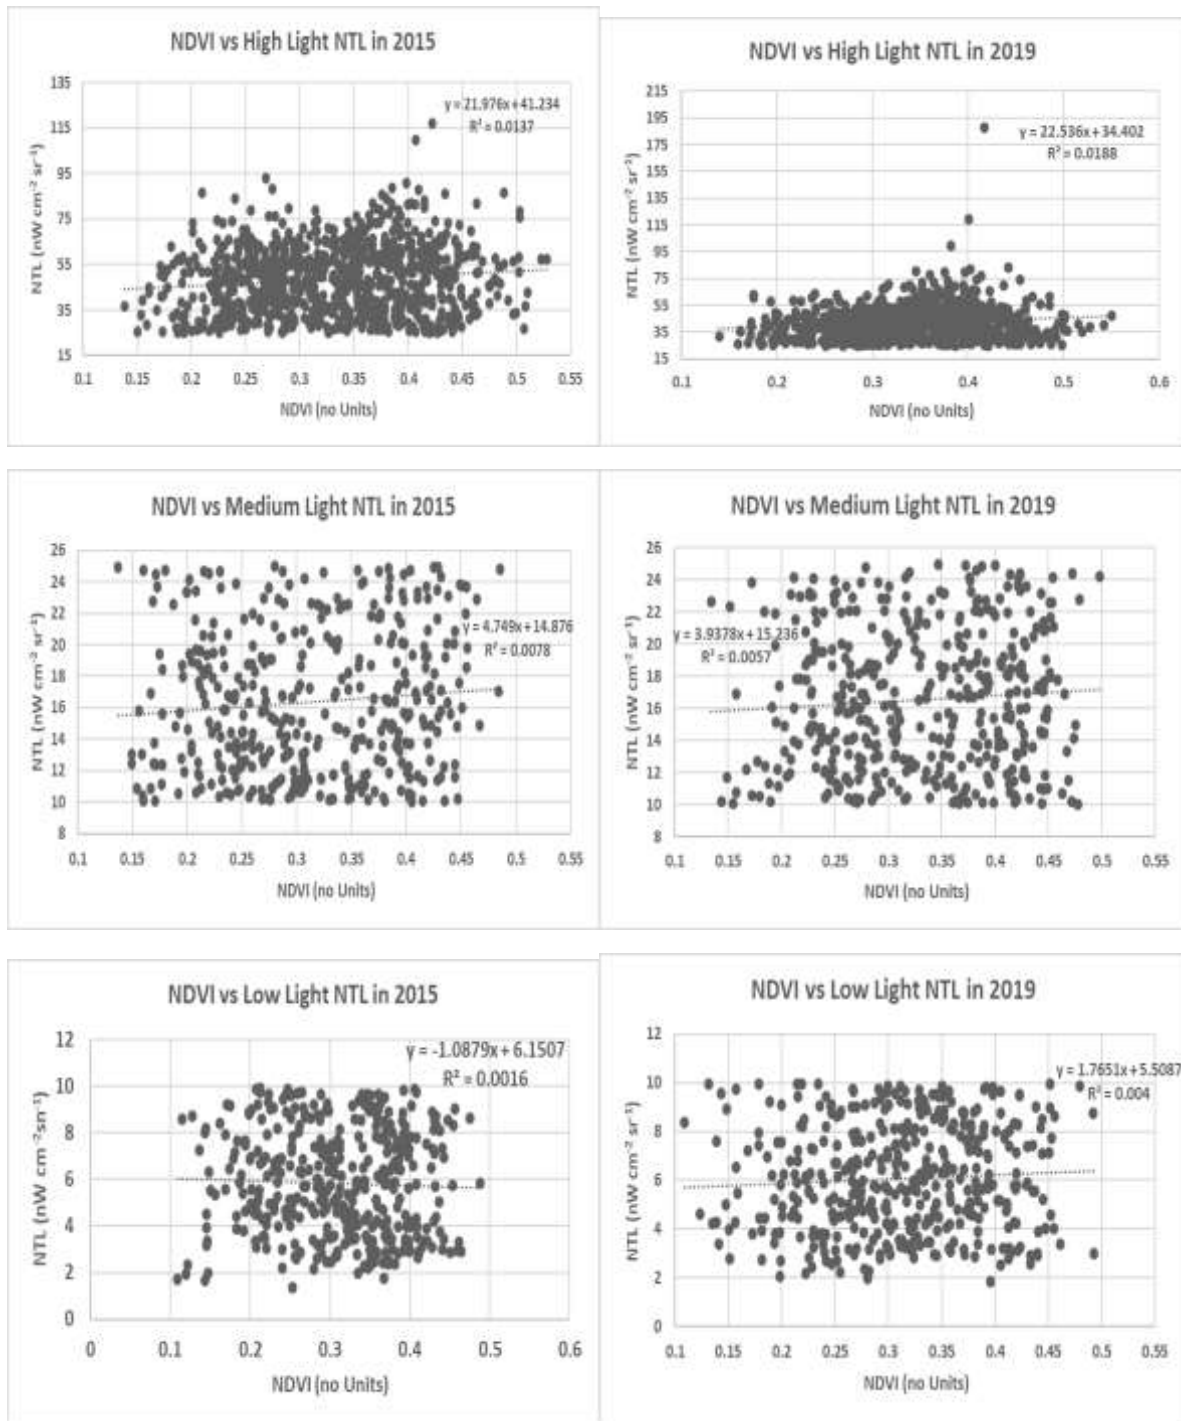 NDVI vs High Light NTL in 2015
NTL (nW cm⁻² sr⁻¹)
135
115
95
75
55
35
15
y = 21.976x + 41.234
R² = 0.0137
0.1 0.15 0.2 0.25 0.3 0.35 0.4 0.45 0.5 0.55
NDVI (no Units)
NDVI vs High Light NTL in 2019
NTL (nW cm⁻² sr⁻¹)
215
195
175
155
135
115
95
75
55
35
15
y = 22.536x + 34.402
R² = 0.0188
0.1 0.2 0.3 0.4 0.5 0.6
NDVI (no Units)
NDVI vs Medium Light NTL in 2015
NTL (nW cm⁻² sr⁻¹)
26
24
22
20
18
16
14
12
10
8
y = 4.749x + 14.876
R² = 0.0078
0.1 0.15 0.2 0.25 0.3 0.35 0.4 0.45 0.5 0.55
NDVI (no Units)
NDVI vs Medium Light NTL in 2019
NTL (nW cm⁻² sr⁻¹)
26
24
22
20
18
16
14
12
10
8
y = 3.9378x + 15.236
R² = 0.0057
0.1 0.15 0.2 0.25 0.3 0.35 0.4 0.45 0.5 0.55
NDVI (no Units)
NDVI vs Low Light NTL in 2015
NTL (nW cm⁻²sn⁻¹)
12
10
8
6
4
2
0
y = -1.0879x + 6.1507
R² = 0.0016
0 0.1 0.2 0.3 0.4 0.5 0.6
NDVI (no Units)
NDVI vs Low Light NTL in 2019
NTL (nW cm⁻² sr⁻¹)
12
10
8
6
4
2
0
y = 1.7651x + 5.5087
R² = 0.004
0.1 0.15 0.2 0.25 0.3 0.35 0.4 0.45 0.5 0.55
NDVI (no Units)